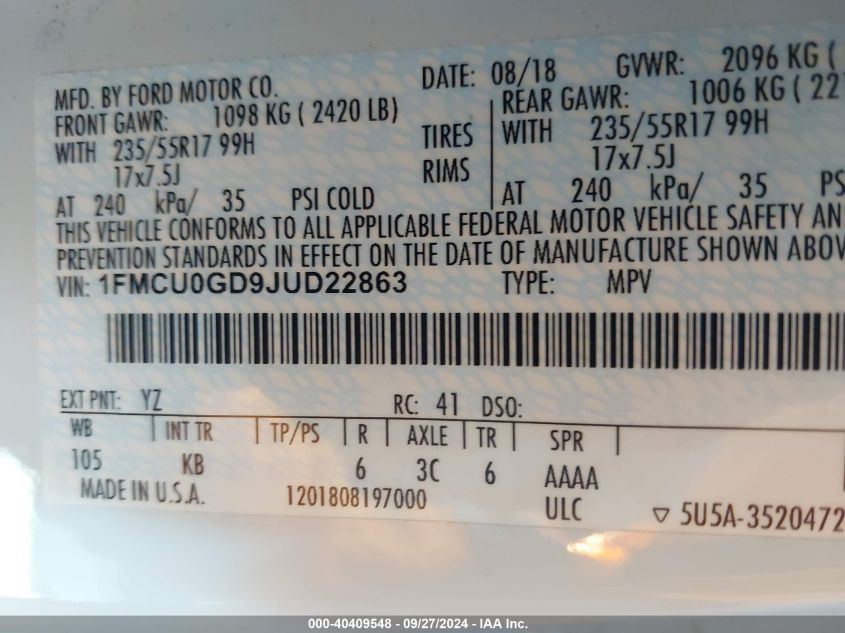 MFD. BY FORD MOTOR CO. DATE: 08/18 GVWR: 2096 KG (
FRONT GAWR: 1098 KG ( 2420 LB) REAR GAWR: 1006 KG ( 22
WITH 235/55R17 99H TIRES WITH 235/55R17 99H
17x7.5J RIMS 17x7.5J
AT 240 kPa/ 35 PSI COLD AT 240 kPa/ 35 PS
THIS VEHICLE CONFORMS TO ALL APPLICABLE FEDERAL MOTOR VEHICLE SAFETY AN
PREVENTION STANDARDS IN EFFECT ON THE DATE OF MANUFACTURE SHOWN ABOV
VIN: 1FMCU0GD9JUD22863 TYPE: MPV
EXT PNT: YZ RC: 41 DSO:
WB INT TR TP/PS R AXLE TR SPR
105 KB 6 3C 6 AAAA
MADE IN U.S.A. 1201808197000 ULC ▽ 5U5A-3520472
000-40409548 - 09/27/2024 - IAA Inc.